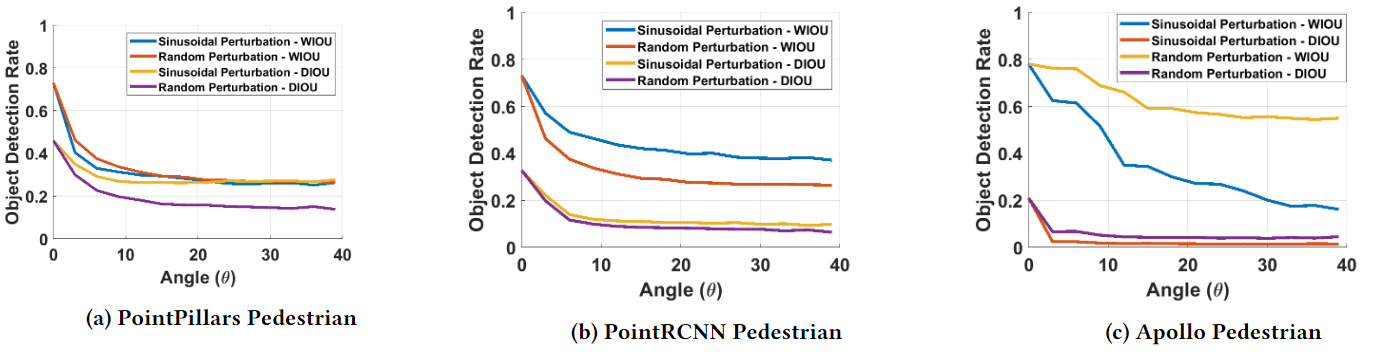 Object Detection Rate
1
0.8
0.6
0.4
0.2
0
0
10
20
30
40
Angle (θ)
Sinusoidal Perturbation - WIOU
Random Perturbation - WIOU
Sinusoidal Perturbation - DIOU
Random Perturbation - DIOU
(a) PointPillars Pedestrian
Object Detection Rate
1
0.8
0.6
0.4
0.2
0
0
10
20
30
40
Angle (θ)
Sinusoidal Perturbation - WIOU
Random Perturbation - WIOU
Sinusoidal Perturbation - DIOU
Random Perturbation - DIOU
(b) PointRCNN Pedestrian
Object Detection Rate
1
0.8
0.6
0.4
0.2
0
0
10
20
30
40
Angle (θ)
Sinusoidal Perturbation - WIOU
Sinusoidal Perturbation - DIOU
Random Perturbation - WIOU
Random Perturbation - DIOU
(c) Apollo Pedestrian